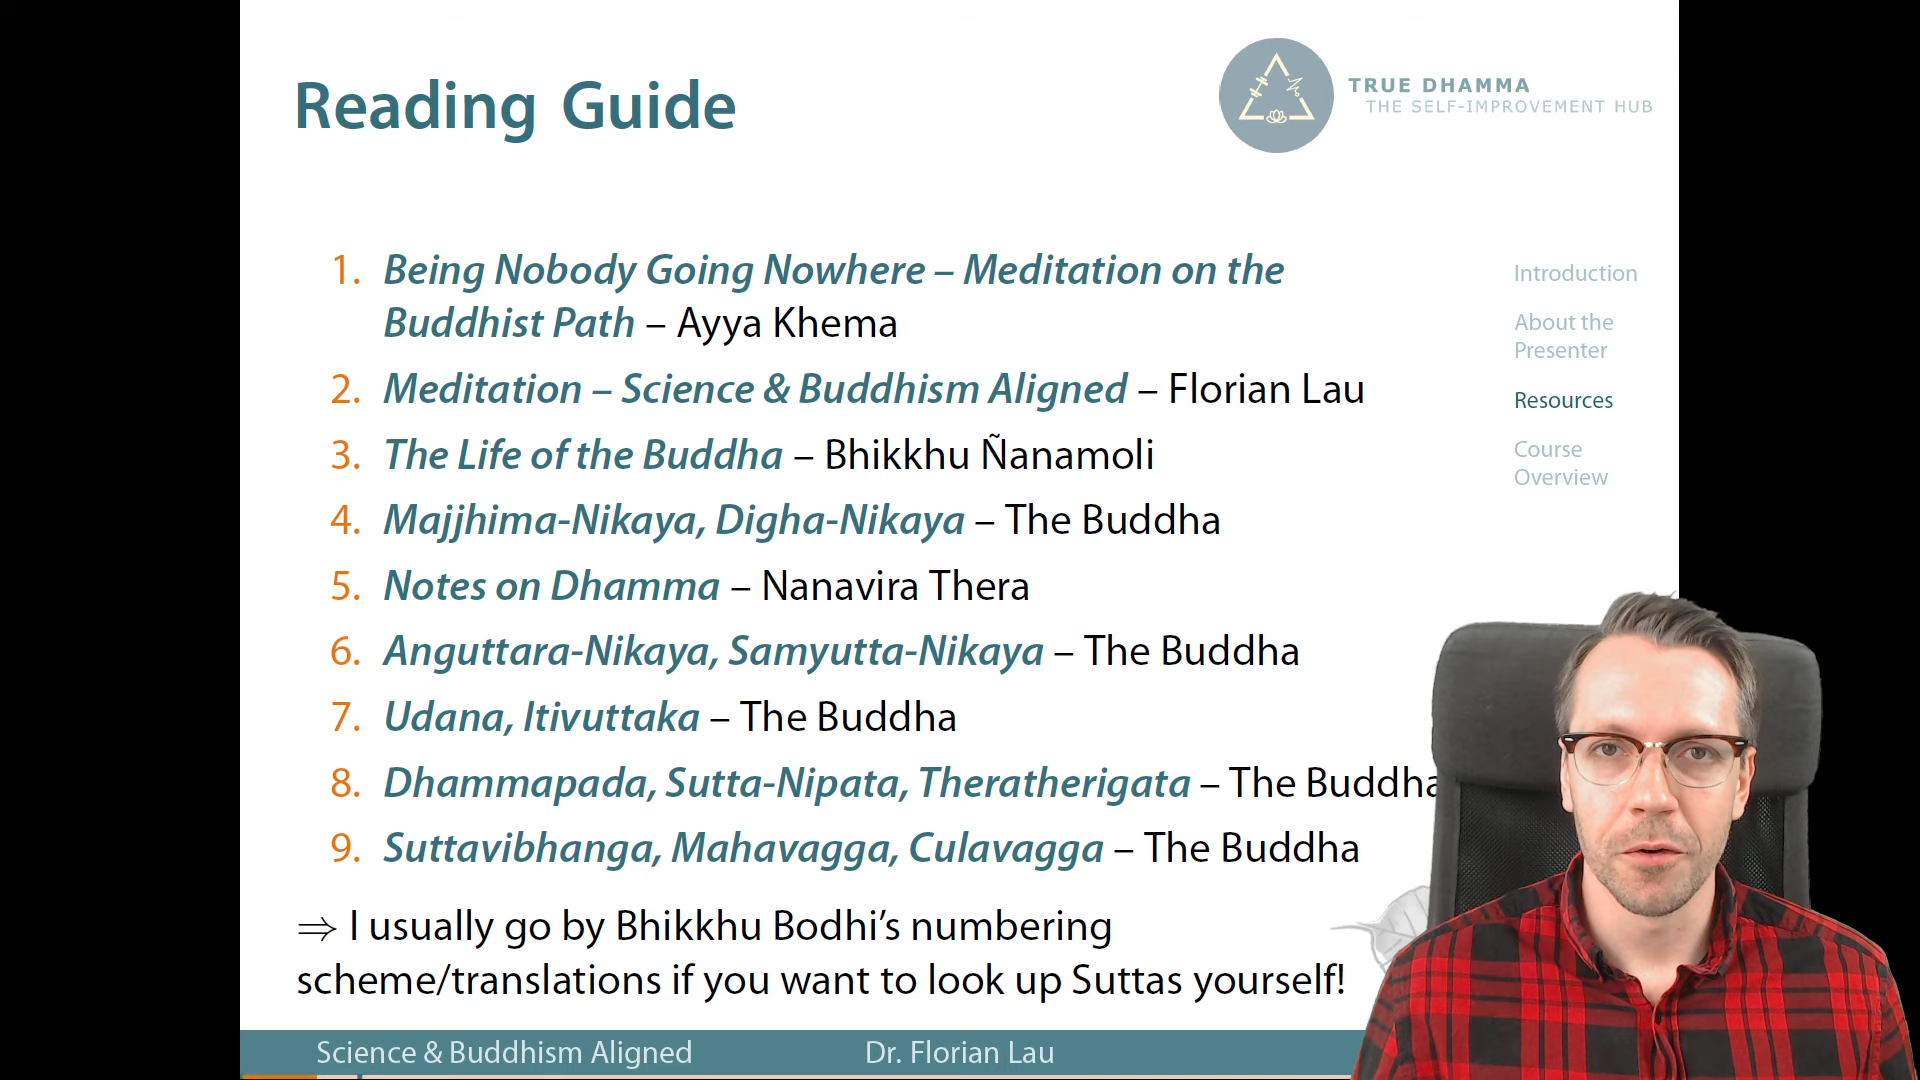 Reading Guide
TRUE DHAMMA
THE SELF-IMPROVEMENT HUB
1. Being Nobody Going Nowhere – Meditation on the
Buddhist Path – Ayya Khema
2. Meditation – Science & Buddhism Aligned – Florian Lau
3. The Life of the Buddha – Bhikkhu Ñanamoli
4. Majjhima-Nikaya, Digha-Nikaya – The Buddha
5. Notes on Dhamma – Nanavira Thera
6. Anguttara-Nikaya, Samyutta-Nikaya – The Buddha
7. Udana, Itivuttaka – The Buddha
8. Dhammapada, Sutta-Nipata, Theratherigata – The Buddha
9. Suttavibhanga, Mahavagga, Culavagga – The Buddha
⇒ I usually go by Bhikkhu Bodhi’s numbering
scheme/translations if you want to look up Suttas yourself!
Introduction
About the
Presenter
Resources
Course
Overview
Science & Buddhism Aligned
Dr. Florian Lau